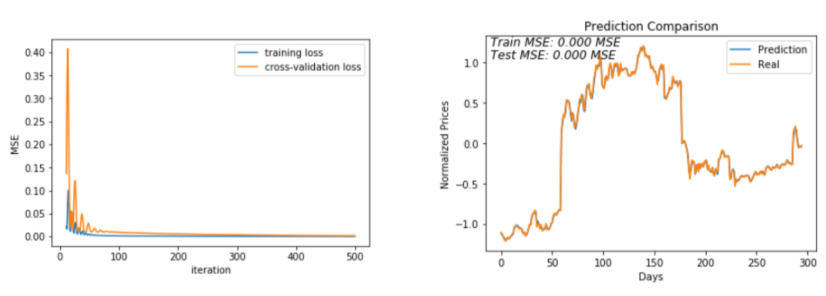 training loss
cross-validation loss
0.40
0.35
0.30
0.25
0.20
0.15
0.10
0.05
0.00
MSE
0 100 200 300 400 500
iteration
Prediction Comparison
Train MSE: 0.000 MSE
Test MSE: 0.000 MSE
Prediction
Real
1.0
0.5
0.0
−0.5
−1.0
Normalized Prices
0 50 100 150 200 250 300
Days